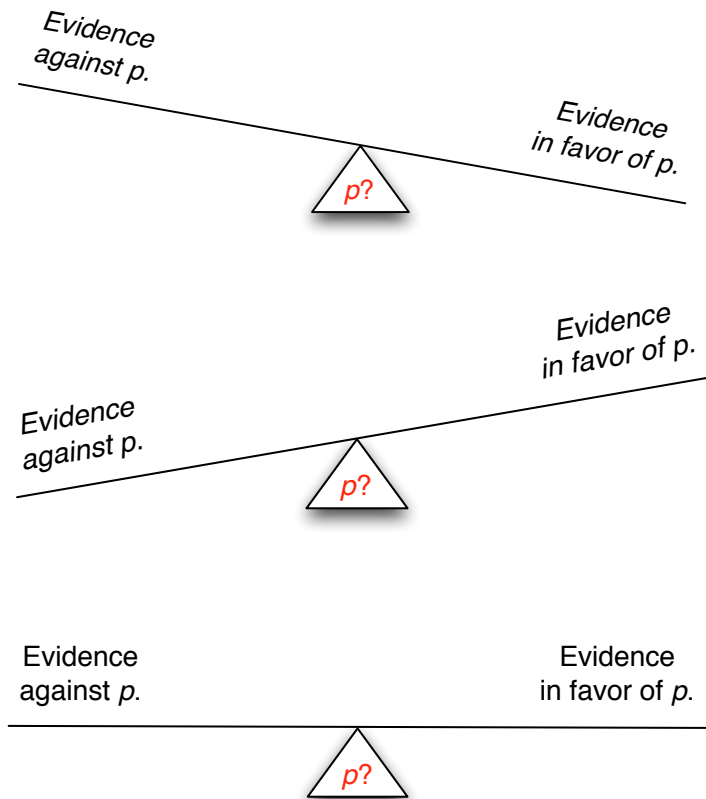 Evidence
against p.
Evidence
in favor of p.
p?
Evidence
in favor of p.
Evidence
against p.
p?
Evidence
against p.
Evidence
in favor of p.
p?